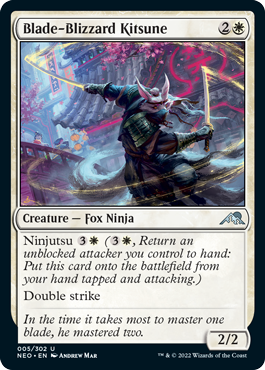 Blade-Blizzard Kitsune 2
Creature — Fox Ninja
Ninjutsu 3 (3, Return an
unblocked attacker you control to hand:
Put this card onto the battlefield from
your hand tapped and attacking.)
Double strike
In the time it takes most to master one
blade, he mastered two.
2/2
005/302 U
NEO • EN Andrew Mar
™ & © 2022 Wizards of the Coast